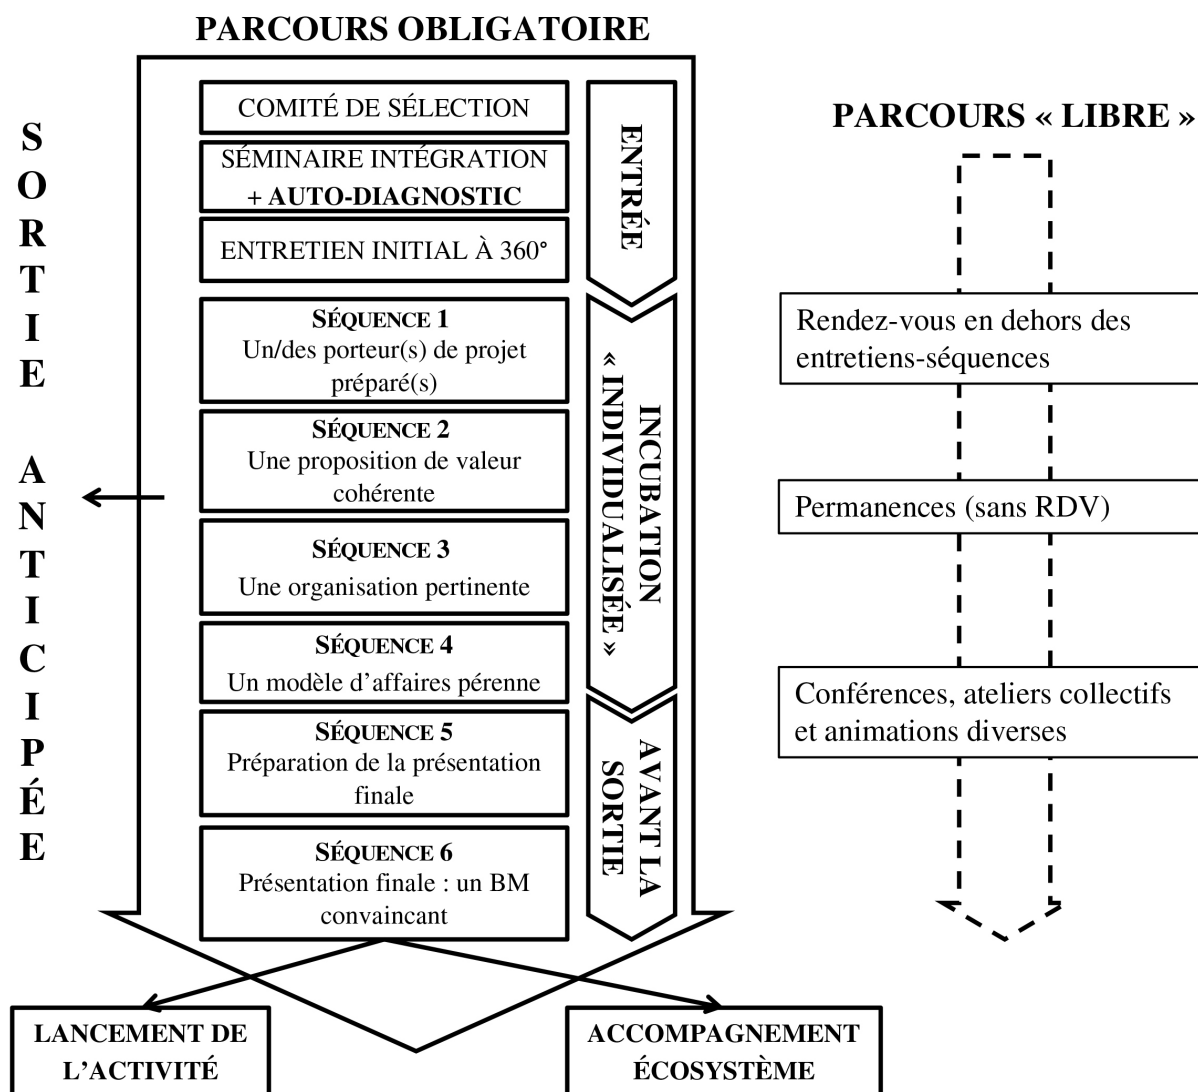 PARCOURS OBLIGATOIRE
SORTIE ANTICIPÉE
COMITÉ DE SÉLECTION
SÉMINAIRE INTÉGRATION
+ AUTO-DIAGNOSTIC
ENTRETIEN INITIAL À 360°
ENTRÉE
SÉQUENCE 1
Un/des porteur(s) de projet
préparé(s)
SÉQUENCE 2
Une proposition de valeur
cohérente
SÉQUENCE 3
Une organisation pertinente
SÉQUENCE 4
Un modèle d’affaires pérenne
INCUBATION
« INDIVIDUALISÉE »
SÉQUENCE 5
Préparation de la présentation
finale
SÉQUENCE 6
Présentation finale : un BM
convaincant
AVANT LA
SORTIE
LANCEMENT DE
L’ACTIVITÉ
ACCOMPAGNEMENT
ÉCOSYSTÈME
PARCOURS « LIBRE »
Rendez-vous en dehors des
entretiens-séquences
Permanences (sans RDV)
Conférences, ateliers collectifs
et animations diverses